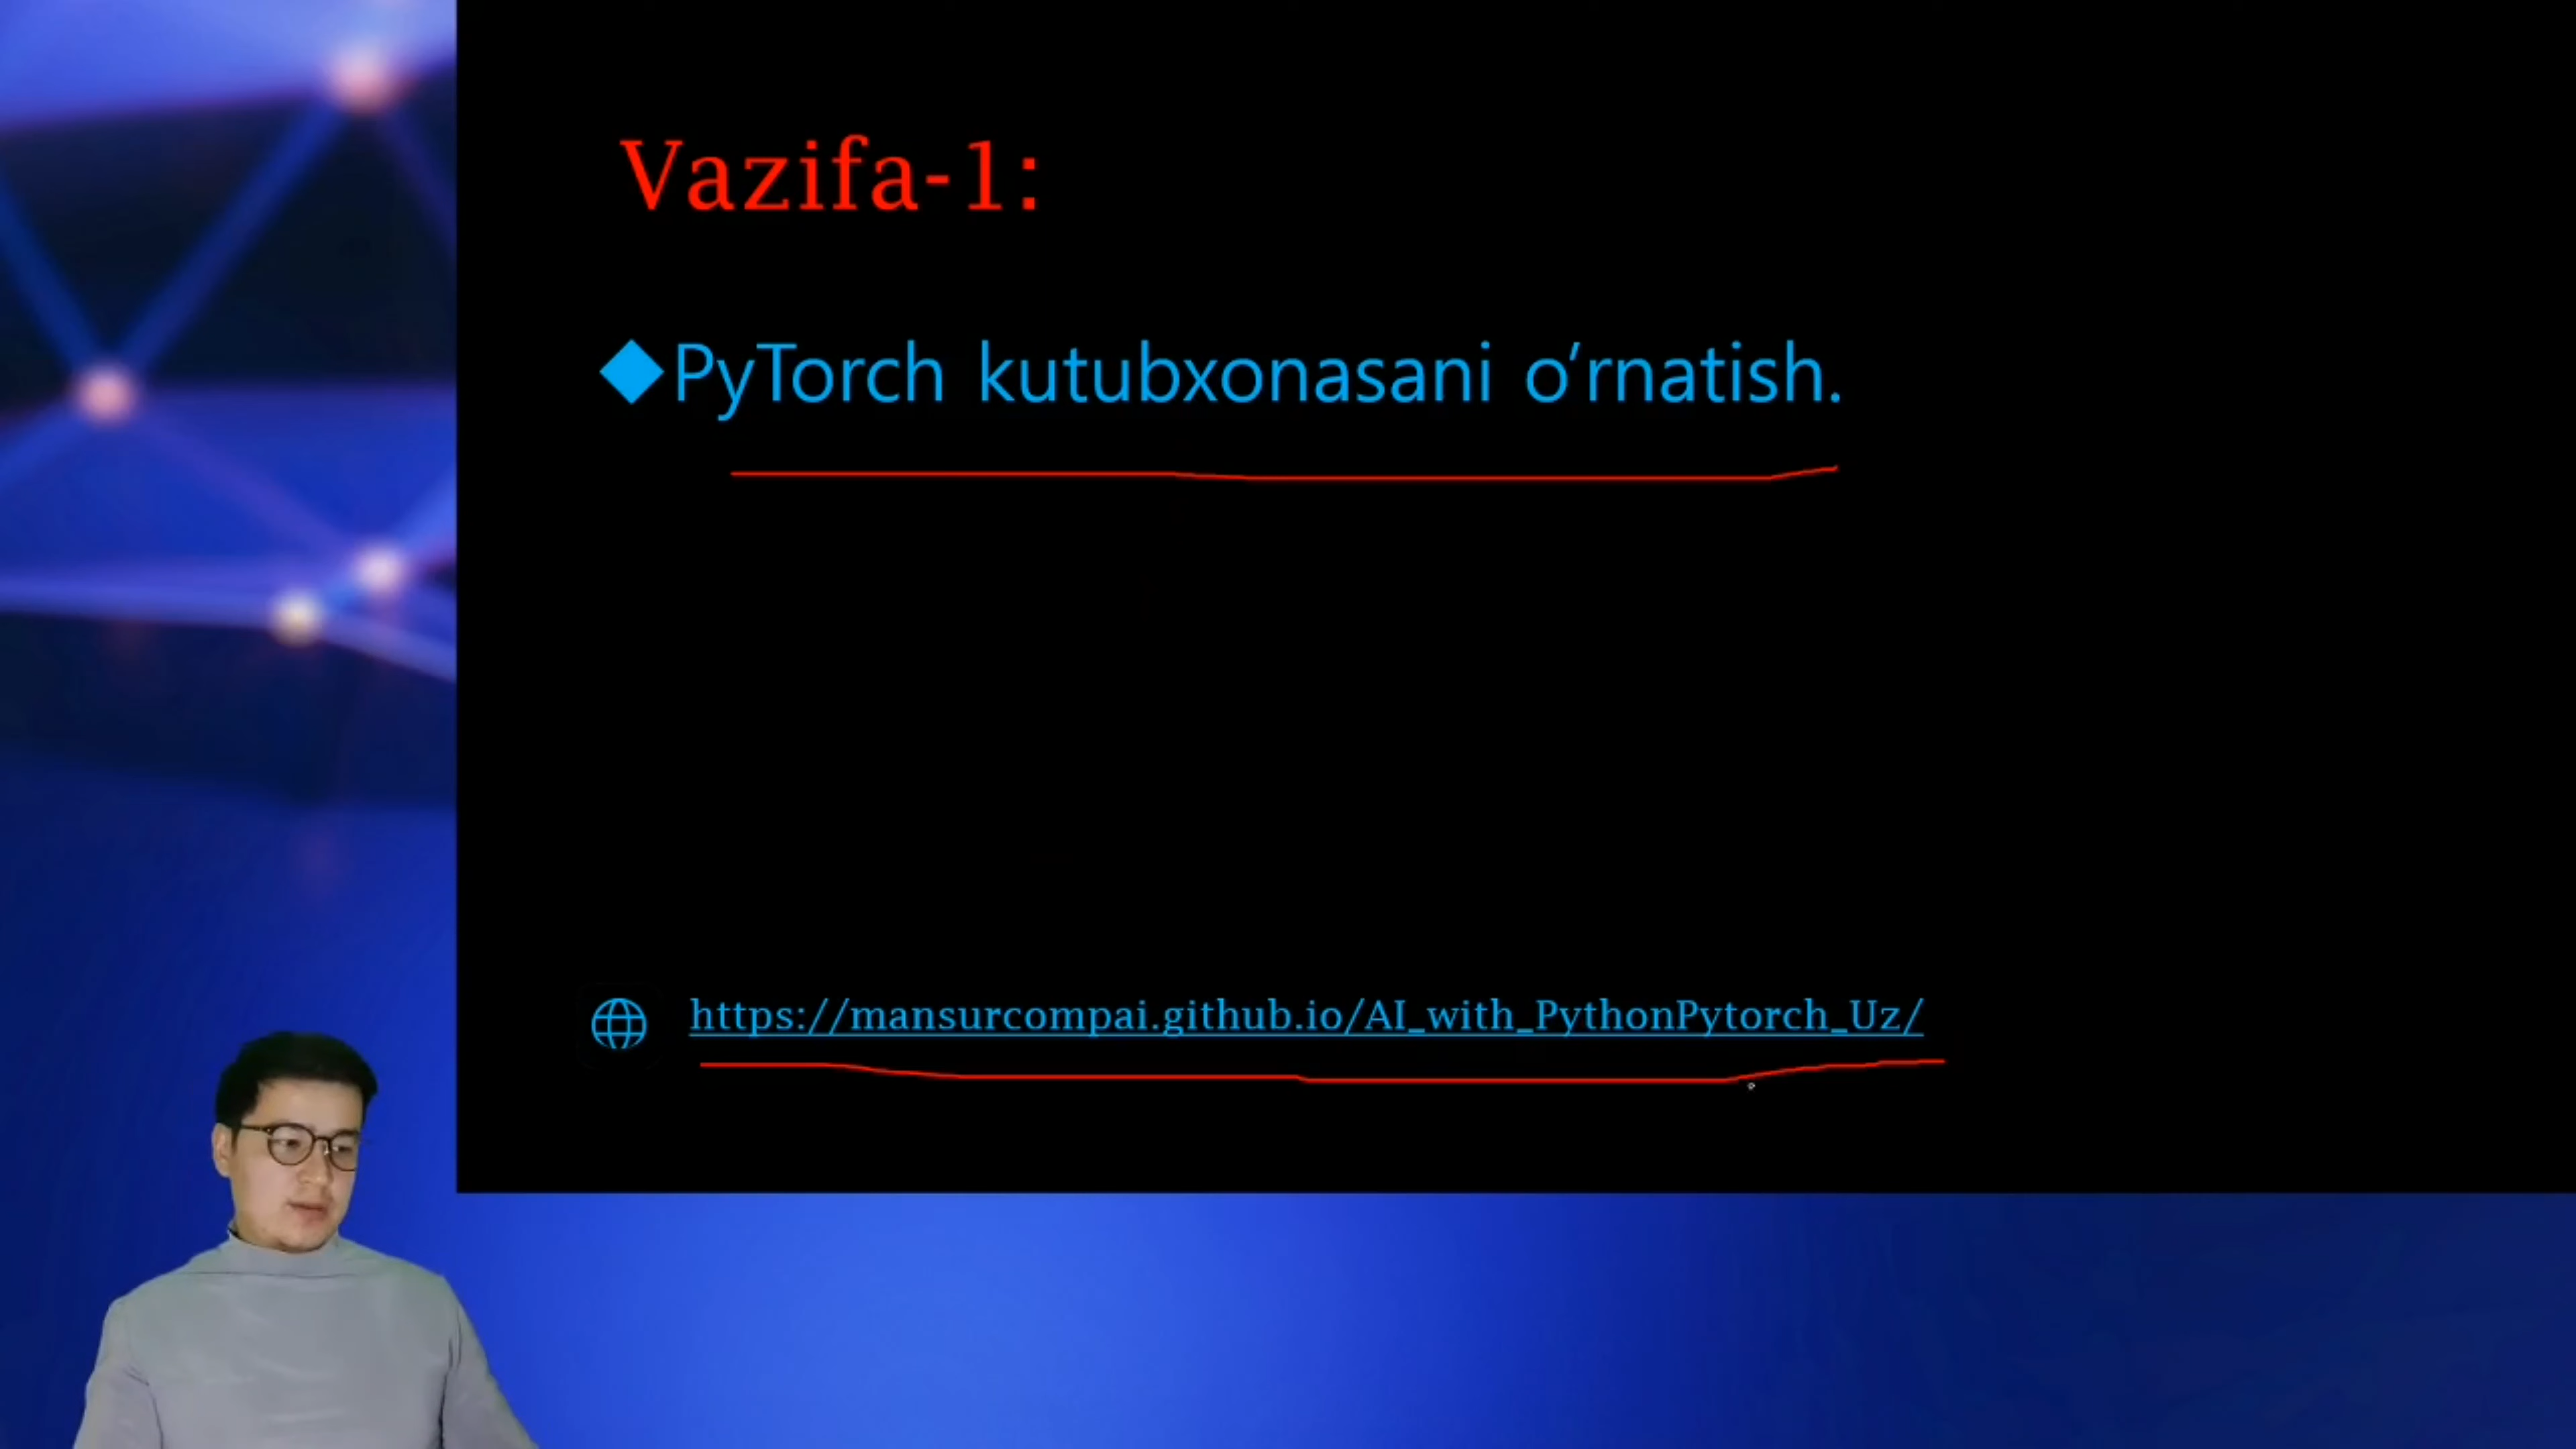 Vazifa-1:
◆PyTorch kutubxonasani o‘rnatish.
https://mansurcompai.github.io/AI_with_PythonPytorch_Uz/